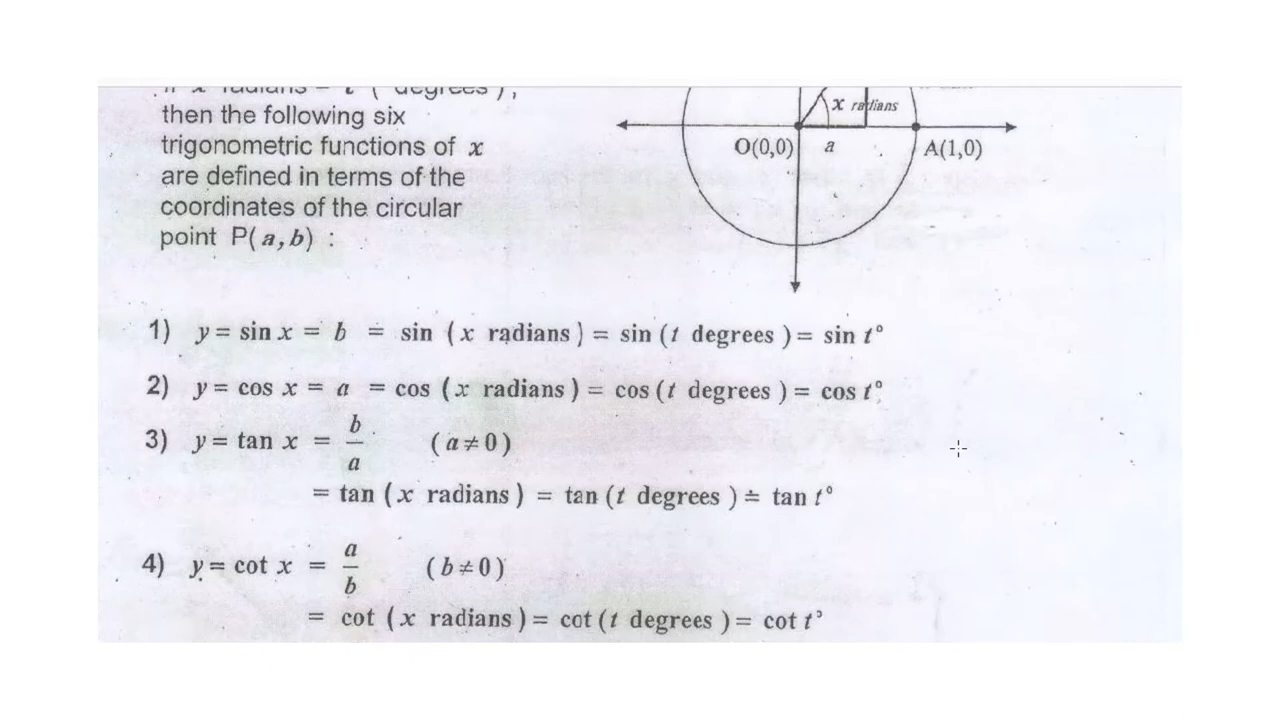 x radians = t ( degrees ),
then the following six
trigonometric functions of x
are defined in terms of the
coordinates of the circular
point P( a, b ) :
x radians
O(0,0)
a
A(1,0)
1) y = sin x = b = sin ( x radians ) = sin ( t degrees ) = sin t°
2) y = cos x = a = cos ( x radians ) = cos ( t degrees ) = cos t°
3) y = tan x = b/a ( a ≠ 0 )
= tan ( x radians ) = tan ( t degrees ) = tan t°
4) y = cot x = a/b ( b ≠ 0 )
= cot ( x radians ) = cot ( t degrees ) = cot t°